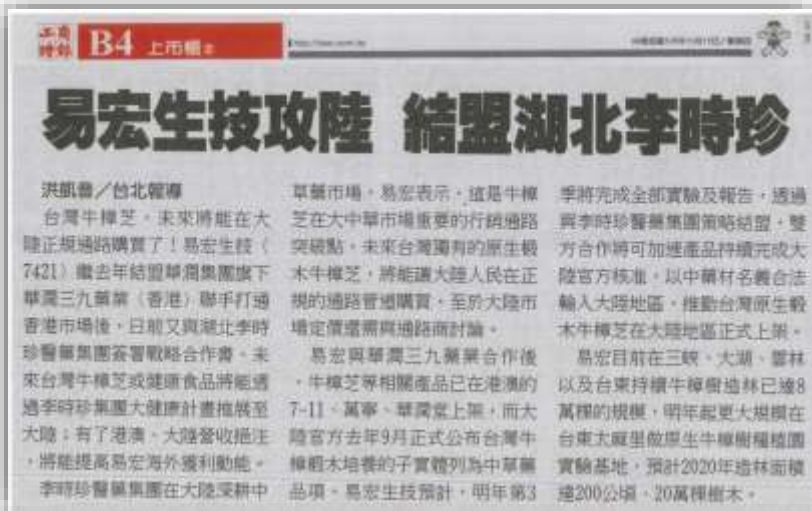 工商時報 B4 上市櫃2
易宏生技攻陸 結盟湖北李時珍
洪凱音／台北報導
台灣牛樟芝，未來將能在大
陸正規通路購買了！易宏生技（
7421）繼去年結盟華潤集團旗下
華潤三九藥業（香港）聯手打通
香港市場後，日前又與湖北李時
珍醫藥集團簽署戰略合作書。未
來台灣牛樟芝或健康食品將能透
過李時珍集團大健康計畫推展至
大陸；有了港澳、大陸營收挹注
，將能提高易宏海外獲利動能。
李時珍醫藥集團在大陸深耕中
草藥市場，易宏表示，這是牛樟
芝在大中華市場重要的行銷通路
突破點，未來台灣獨有的原生椴
木牛樟芝，將能讓大陸人民在正
規的通路管道購買，至於大陸市
場定價還需與通路商討論。
易宏與華潤三九藥業合作後
，牛樟芝等相關產品已在港澳的
7-11、萬寧、華潤堂上架，而大
陸官方去年9月正式公布台灣牛
樟椴木培養的子實體列為中草藥
品項。易宏生技預計，明年第3
季將完成全部實驗及報告，透過
與李時珍醫藥集團策略結盟，雙
方合作將可加速產品持續完成大
陸官方核准，以中藥材名義合法
輸入大陸地區，推動台灣原生椴
木牛樟芝在大陸地區正式上架。
易宏目前在三峽、大湖、雲林
以及台東持續牛樟樹造林已達8
萬棵的規模，明年起更大規模在
台東太麻里做原生牛樟樹種植園
實驗基地，預計2020年造林面積
達200公頃、20萬棵樹木。